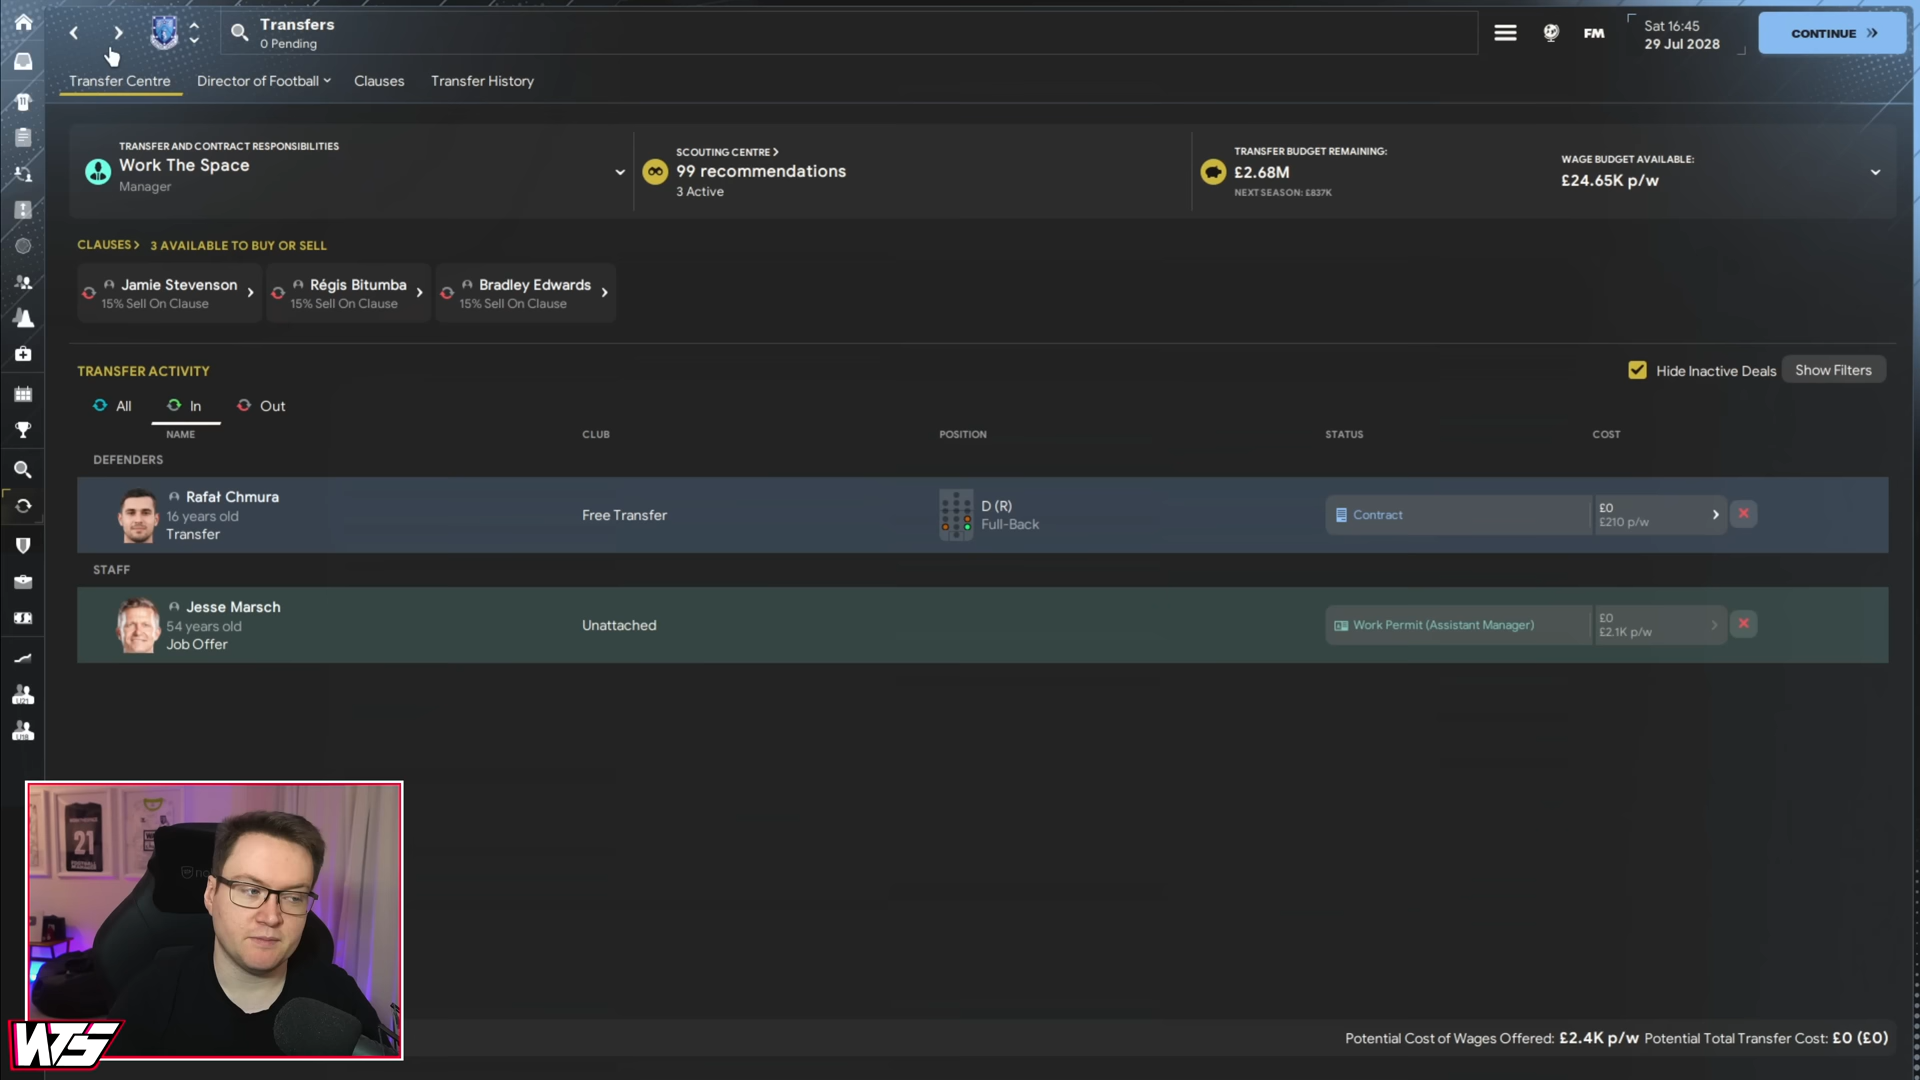 Transfers
0 Pending
FM
Sat 16:45
29 Jul 2028
CONTINUE
Transfer Centre
Director of Football
Clauses
Transfer History
TRANSFER AND CONTRACT RESPONSIBILITIES
Work The Space
Manager
SCOUTING CENTRE
99 recommendations
3 Active
TRANSFER BUDGET REMAINING:
£2.68M
NEXT SEASON: £837K
WAGE BUDGET AVAILABLE:
£24.65K p/w
CLAUSES 3 AVAILABLE TO BUY OR SELL
Jamie Stevenson
15% Sell On Clause
Régis Bitumba
15% Sell On Clause
Bradley Edwards
15% Sell On Clause
TRANSFER ACTIVITY
Hide Inactive Deals
Show Filters
All
In
Out
NAME
CLUB
POSITION
STATUS
COST
DEFENDERS
Rafał Chmura
16 years old
Transfer
Free Transfer
D (R)
Full-Back
Contract
£0
£210 p/w
STAFF
Jesse Marsch
54 years old
Job Offer
Unattached
Work Permit (Assistant Manager)
£0
£2.1K p/w
U21
U18
21
WTS
Potential Cost of Wages Offered: £2.4K p/w Potential Total Transfer Cost: £0 (£0)